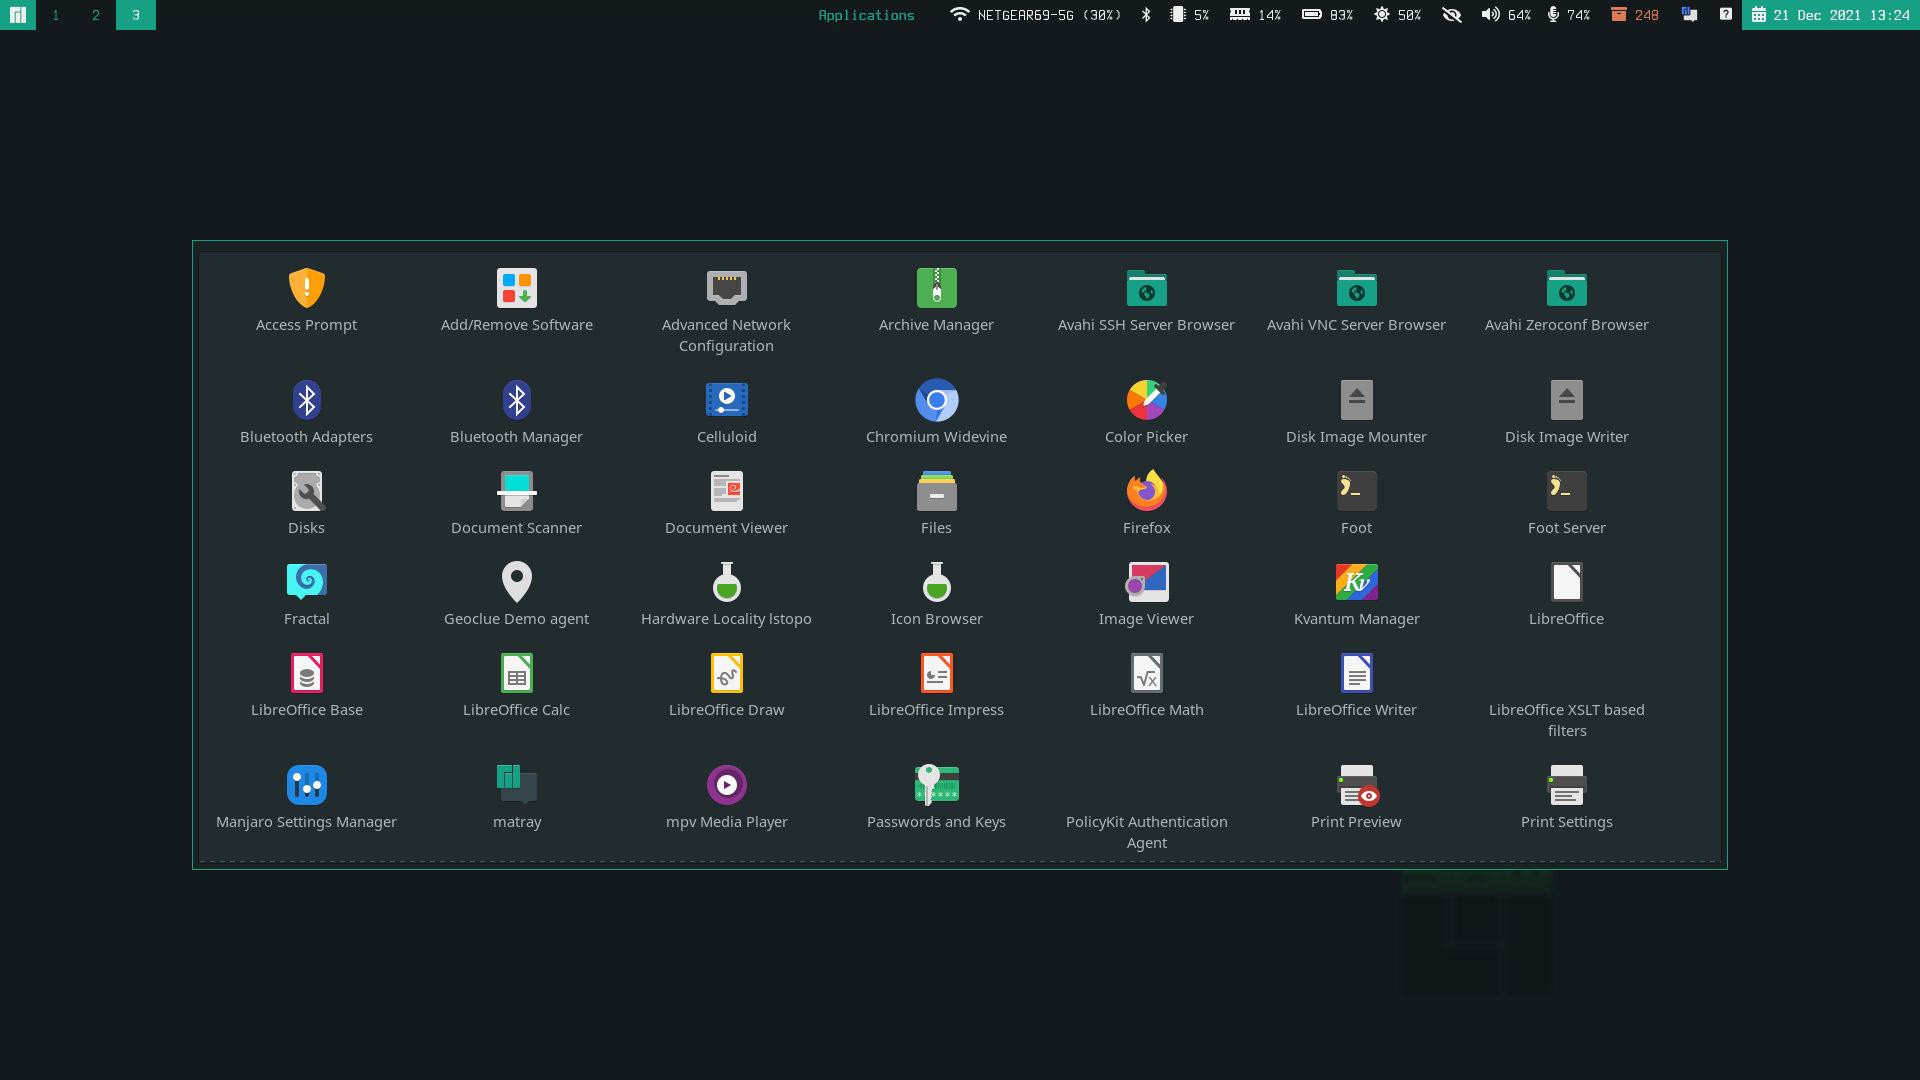 1 2 3 Applications NETGEAR69-5G (30%) 5% 14% 83% 50% 64% 74% 248 21 Dec 2021 13:24
Access Prompt
Add/Remove Software
Advanced Network
Configuration
Archive Manager
Avahi SSH Server Browser
Avahi VNC Server Browser
Avahi Zeroconf Browser
Bluetooth Adapters
Bluetooth Manager
Celluloid
Chromium Widevine
Color Picker
Disk Image Mounter
Disk Image Writer
Disks
Document Scanner
Document Viewer
Files
Firefox
Foot
Foot Server
Fractal
Geoclue Demo agent
Hardware Locality lstopo
Icon Browser
Kv
Image Viewer
Kvantum Manager
LibreOffice
√x
LibreOffice Base
LibreOffice Calc
LibreOffice Draw
LibreOffice Impress
LibreOffice Math
LibreOffice Writer
LibreOffice XSLT based
filters
Manjaro Settings Manager
matray
mpv Media Player
Passwords and Keys
PolicyKit Authentication
Agent
Print Preview
Print Settings